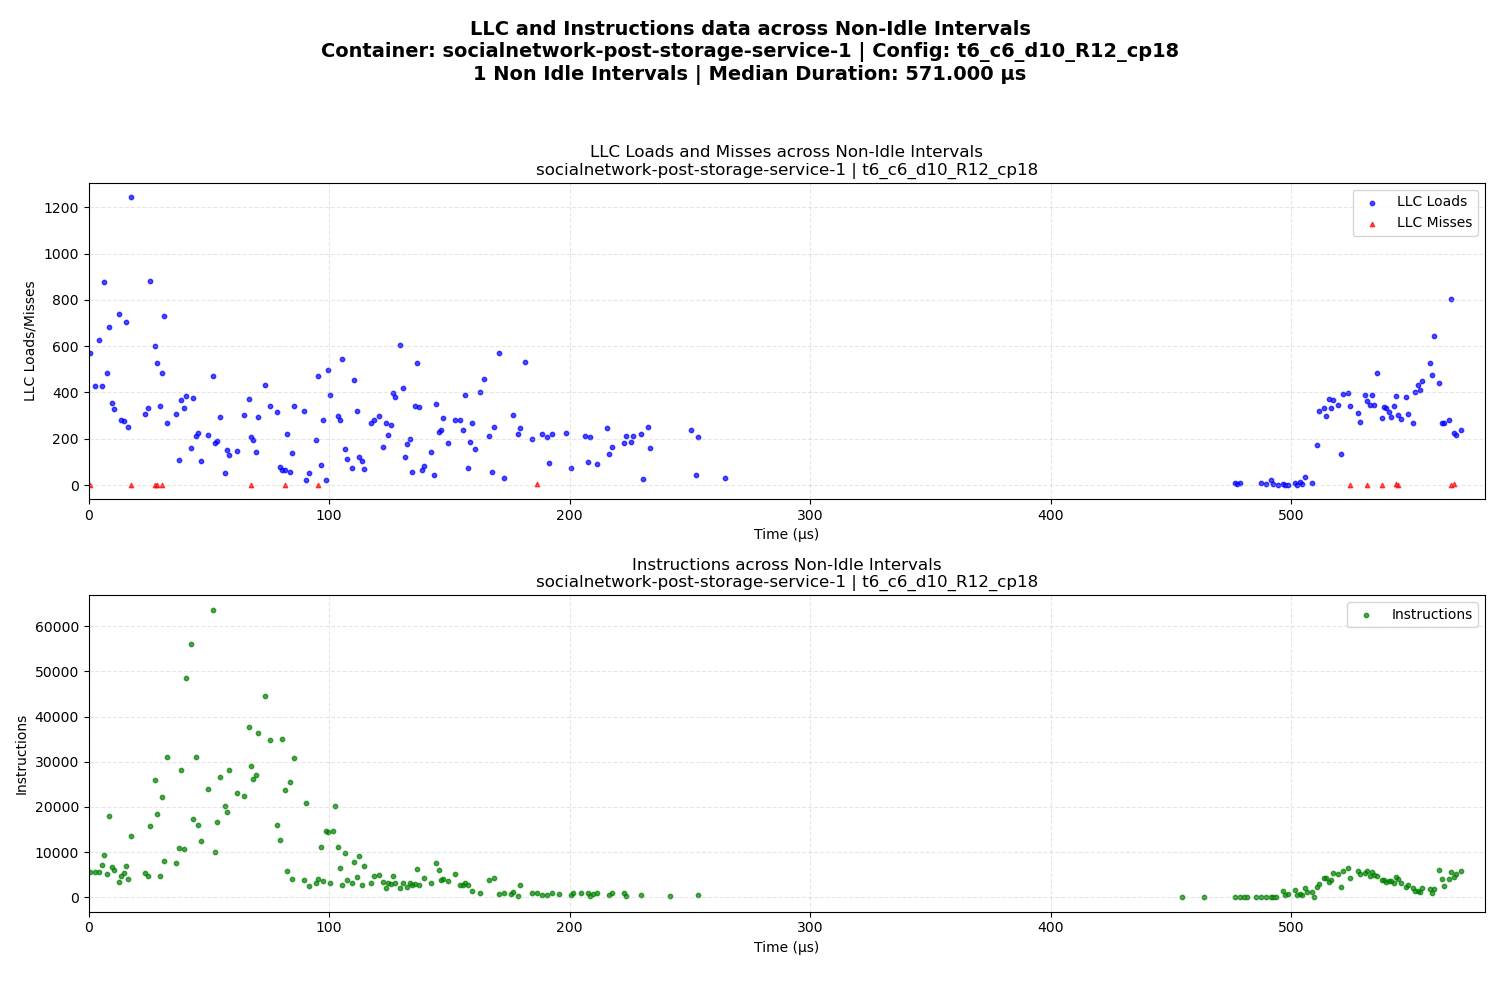 LLC and Instructions data across Non-Idle Intervals
Container: socialnetwork-post-storage-service-1 | Config: t6_c6_d10_R12_cp18
1 Non Idle Intervals | Median Duration: 571.000 μs
LLC Loads and Misses across Non-Idle Intervals
socialnetwork-post-storage-service-1 | t6_c6_d10_R12_cp18
LLC Loads/Misses
1200
1000
800
600
400
200
0
LLC Loads
LLC Misses
0 100 200 300 400 500
Time (μs)
Instructions across Non-Idle Intervals
socialnetwork-post-storage-service-1 | t6_c6_d10_R12_cp18
Instructions
60000
50000
40000
30000
20000
10000
0
Instructions
0 100 200 300 400 500
Time (μs)